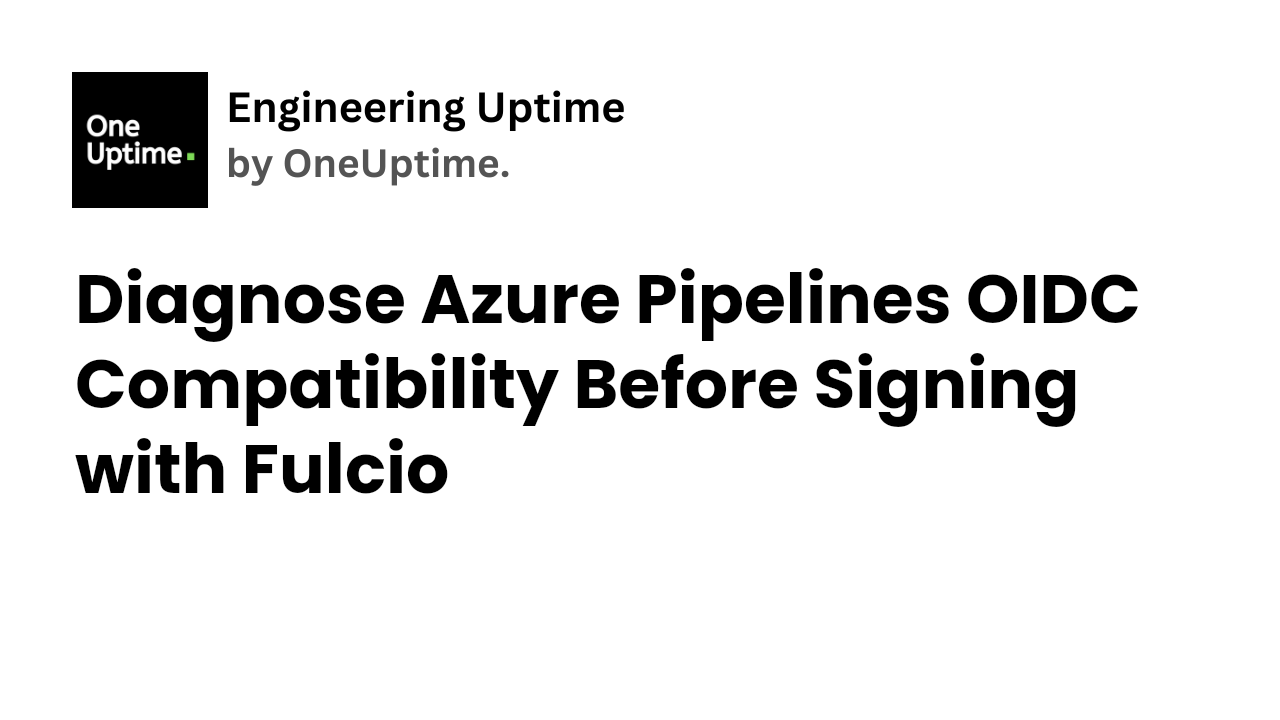 One
Uptime
Engineering Uptime
by OneUptime.
Diagnose Azure Pipelines OIDC
Compatibility Before Signing
with Fulcio